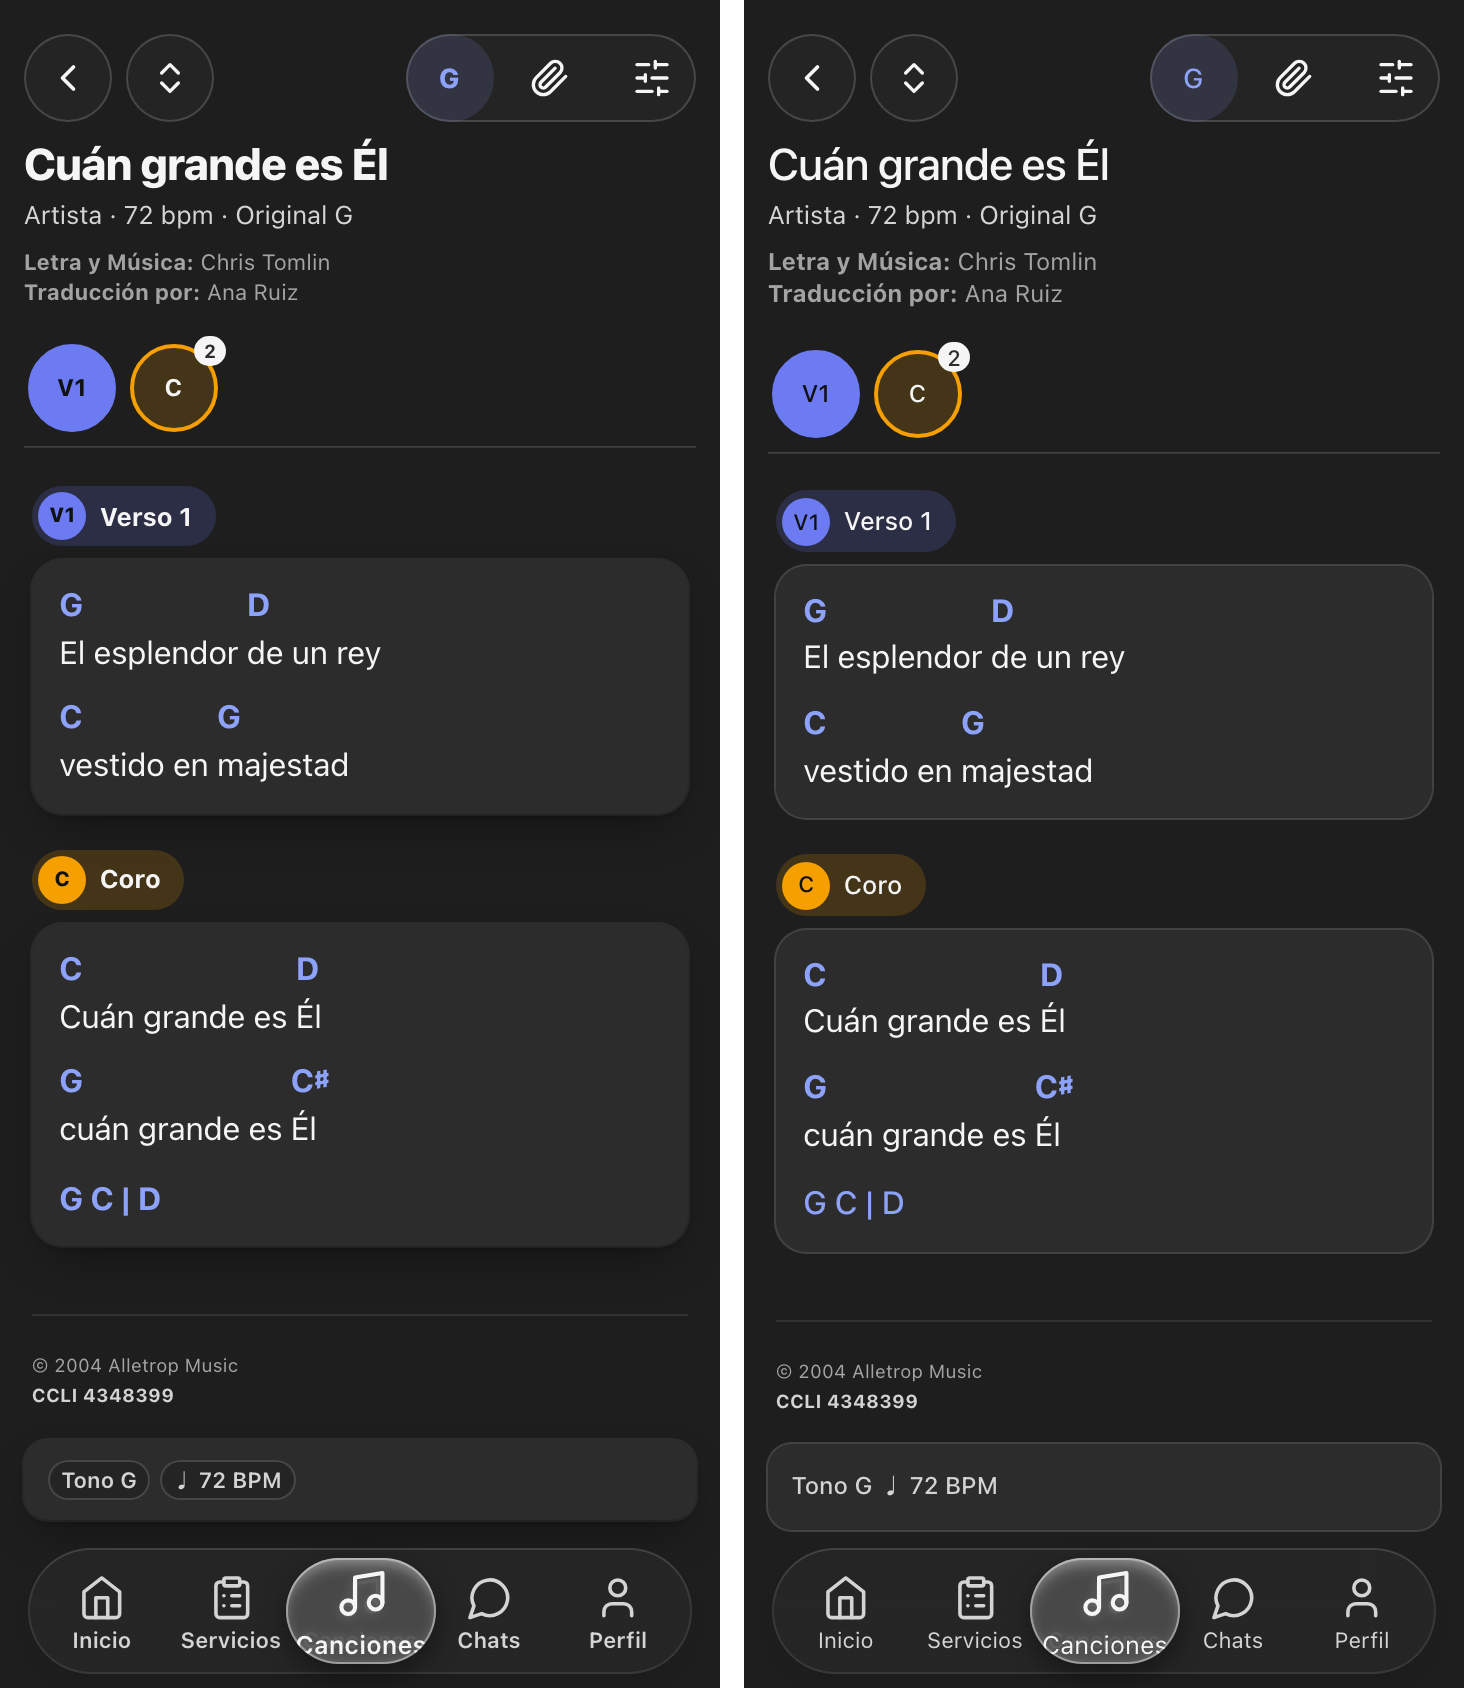 G
Cuán grande es Él
Artista · 72 bpm · Original G
Letra y Música: Chris Tomlin
Traducción por: Ana Ruiz
V1 C 2
V1 Verso 1
G D
El esplendor de un rey
C G
vestido en majestad
C Coro
C D
Cuán grande es Él
G C♯
cuán grande es Él
G C | D
© 2004 Alletrop Music
CCLI 4348399
Tono G ♩ 72 BPM
Inicio Servicios Canciones Chats Perfil
G
Cuán grande es Él
Artista · 72 bpm · Original G
Letra y Música: Chris Tomlin
Traducción por: Ana Ruiz
V1 C 2
V1 Verso 1
G D
El esplendor de un rey
C G
vestido en majestad
C Coro
C D
Cuán grande es Él
G C♯
cuán grande es Él
G C | D
© 2004 Alletrop Music
CCLI 4348399
Tono G ♩ 72 BPM
Inicio Servicios Canciones Chats Perfil